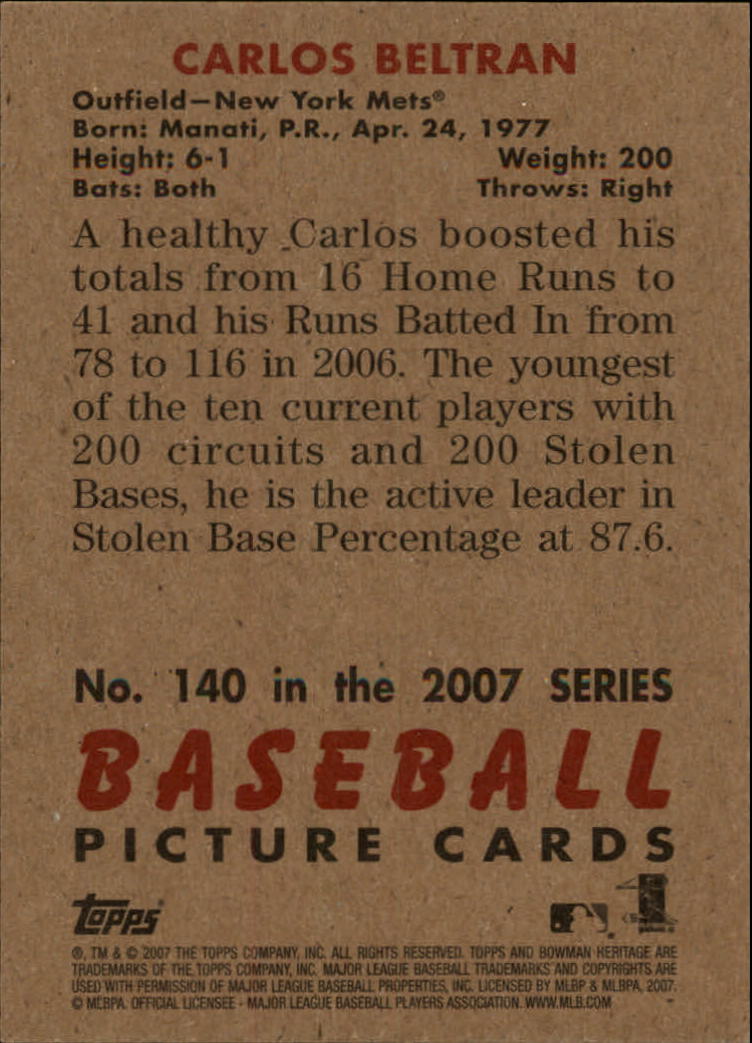 CARLOS BELTRAN
Outfield—New York Mets®
Born: Manati, P.R., Apr. 24, 1977
Height: 6-1 Weight: 200
Bats: Both Throws: Right
A healthy Carlos boosted his
totals from 16 Home Runs to
41 and his Runs Batted In from
78 to 116 in 2006. The youngest
of the ten current players with
200 circuits and 200 Stolen
Bases, he is the active leader in
Stolen Base Percentage at 87.6.
No. 140 in the 2007 SERIES
BASEBALL
PICTURE CARDS
topps
®, TM & © 2007 THE TOPPS COMPANY, INC. ALL RIGHTS RESERVED. TOPPS AND BOWMAN HERITAGE ARE
TRADEMARKS OF THE TOPPS COMPANY, INC. MAJOR LEAGUE BASEBALL TRADEMARKS AND COPYRIGHTS ARE
USED WITH PERMISSION OF MAJOR LEAGUE BASEBALL PROPERTIES, INC. LICENSED BY MLBP & MLBPA, 2007.
© MLBPA. OFFICIAL LICENSEE - MAJOR LEAGUE BASEBALL PLAYERS ASSOCIATION. WWW.MLB.COM